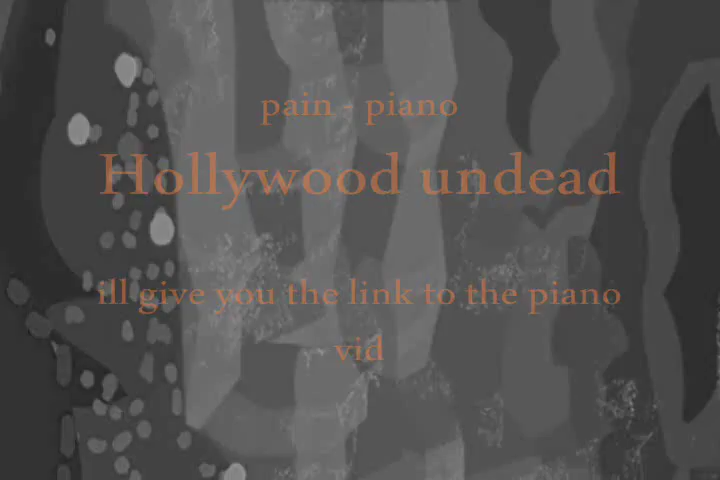 pain - piano
Hollywood undead
ill give you the link to the piano
vid